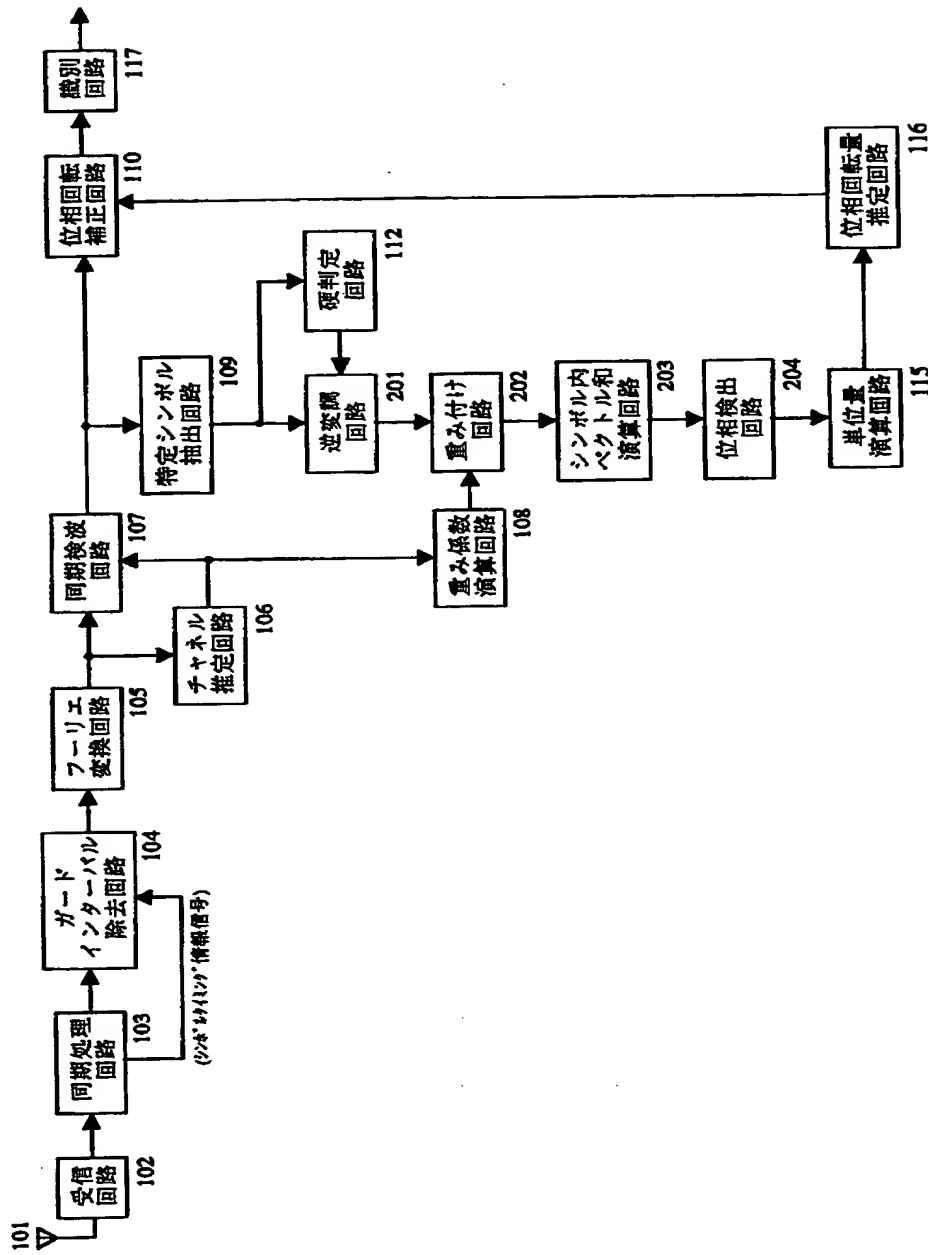 101
受信
回路
102
同期処理
回路
103
(シンボルタイミング情報信号)
ガード
インターバル
除去回路
104
フーリエ
変換回路
105
チャネル
推定回路
106
同期検波
回路
107
重み係数
演算回路
108
特定シンボル
抽出回路
109
硬判定
回路
112
逆変調
回路
201
重み付け
回路
202
シンボル内
ベクトル和
演算回路
203
位相検出
回路
204
単位量
演算回路
115
位相回転量
推定回路
116
位相回転
補正回路
110
識別
回路
117